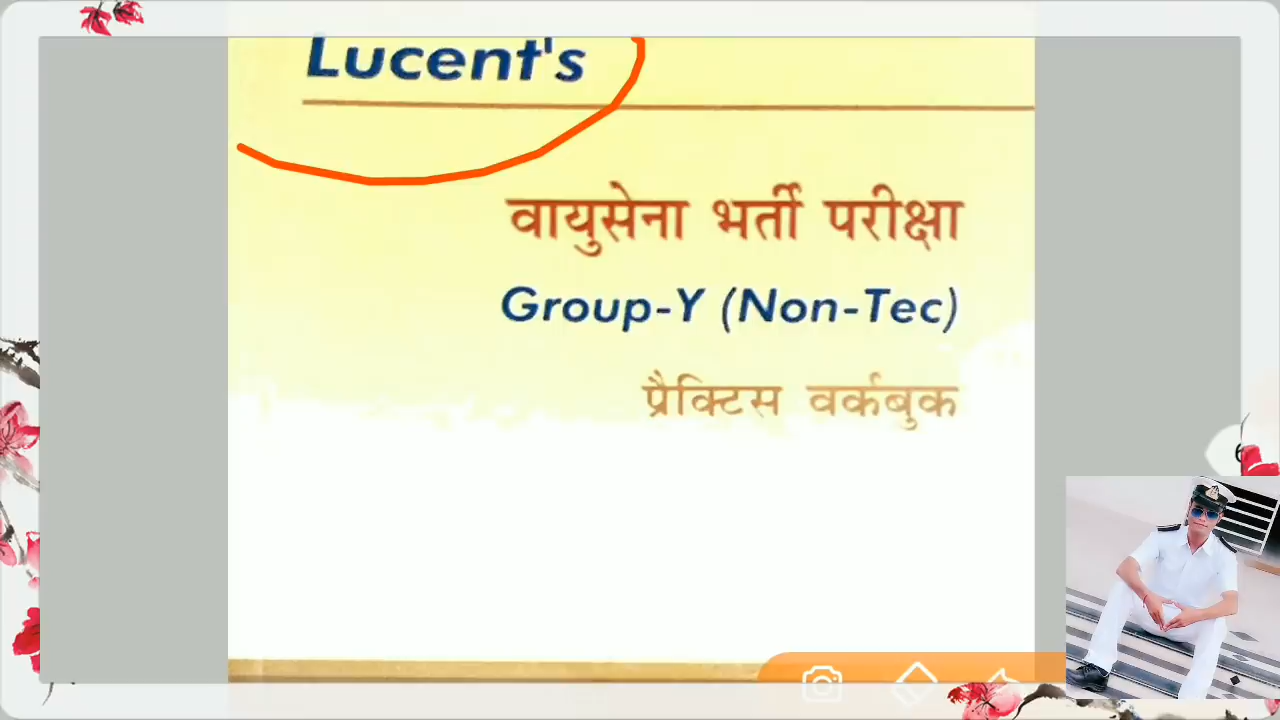 Lucent's
वायुसेना भर्ती परीक्षा
Group-Y (Non-Tec)
प्रैक्टिस वर्कबुक